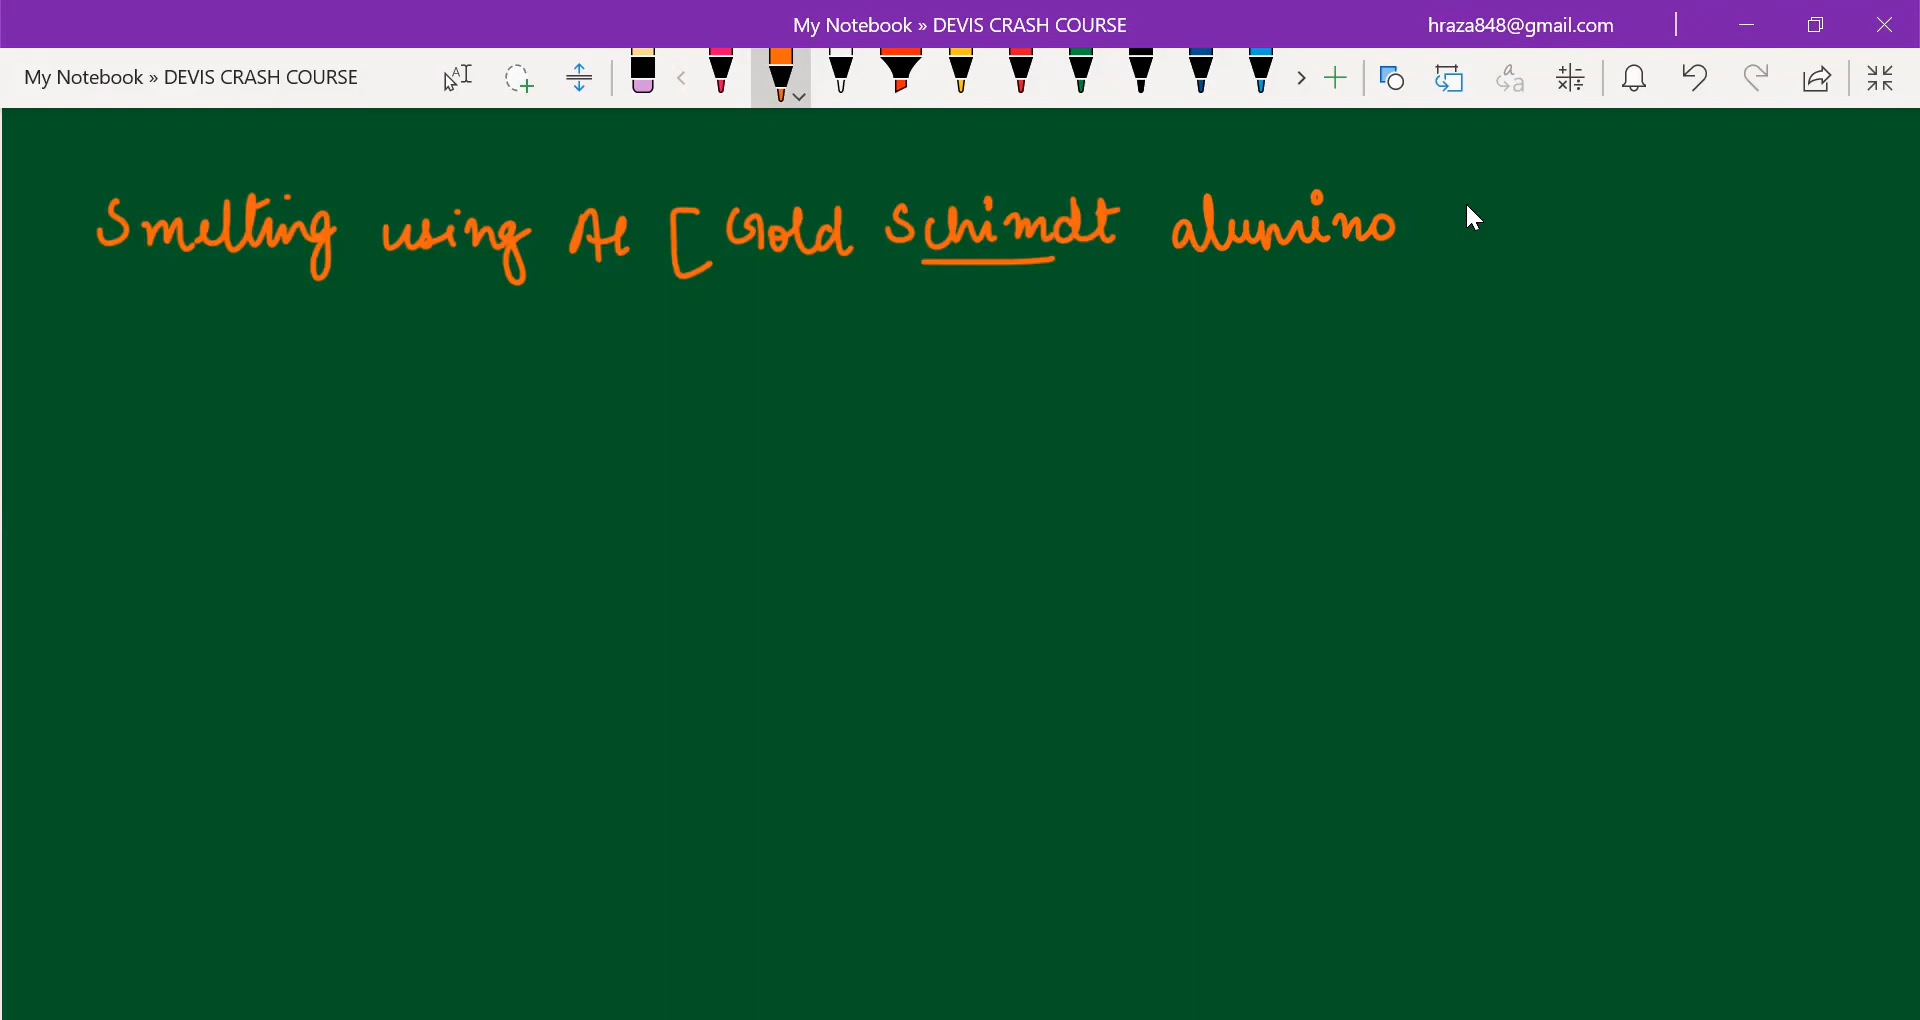 My Notebook » DEVIS CRASH COURSE
hraza848@gmail.com
My Notebook » DEVIS CRASH COURSE
Smelting using Al [Gold Schimdt alumino